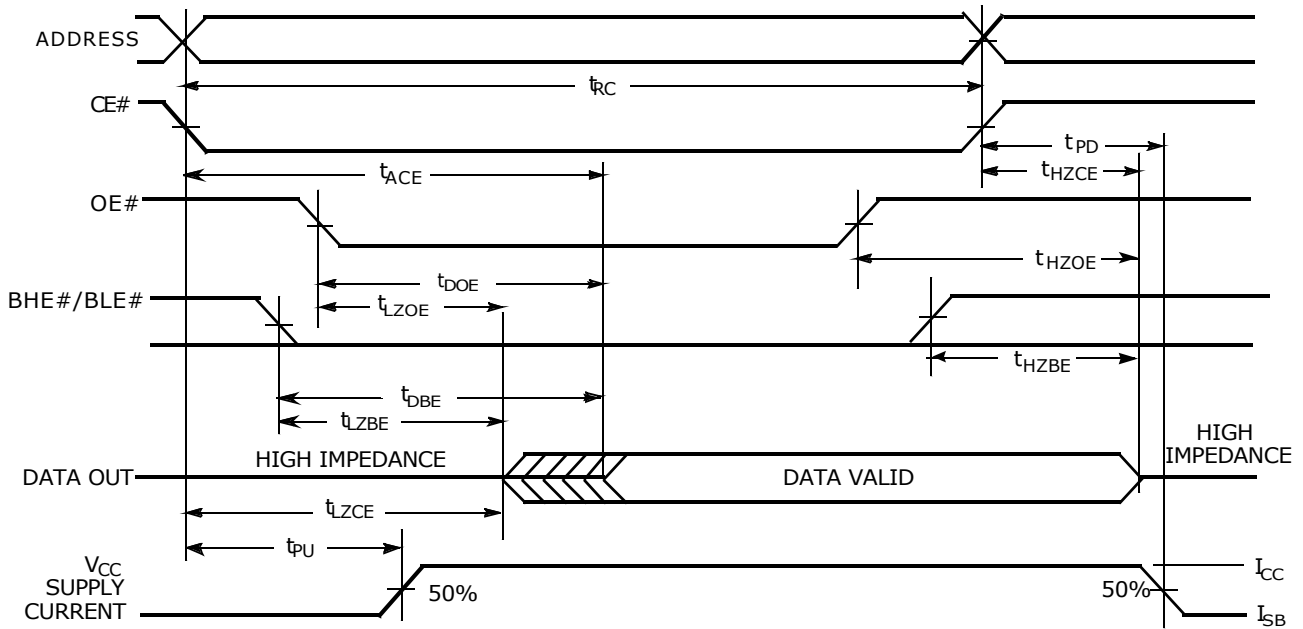 ADDRESS
tRC
CE#
tPD
tHZCE
tACE
OE#
tHZOE
tDOE
tLZOE
BHE#/BLE#
tHZBE
tDBE
tLZBE
HIGH IMPEDANCE
HIGH
IMPEDANCE
DATA OUT
DATA VALID
tLZCE
tPU
VCC
SUPPLY
CURRENT
50%
50%
ICC
ISB